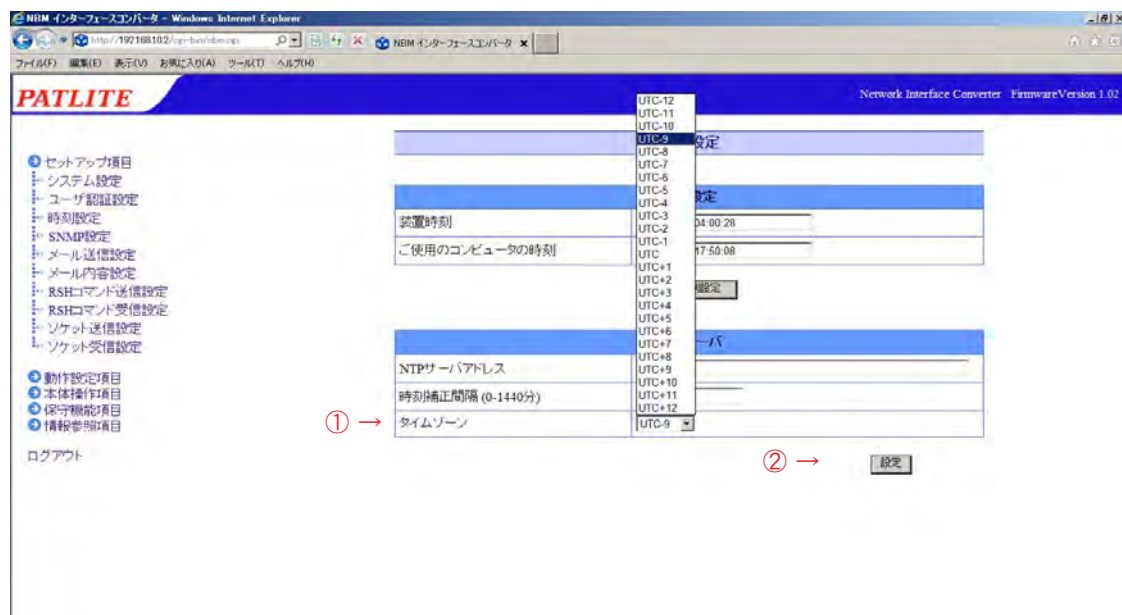 NBM インターフェースコンバータ - Windows Internet Explorer
http://192.168.10.2/cgi-bin/nbm.cgi
NBM インターフェースコンバータ
ファイル(F) 編集(E) 表示(V) お気に入り(A) ツール(T) ヘルプ(H)
PATLITE
Network Interface Converter FirmwareVersion 1.02
セットアップ項目
システム設定
ユーザ認証設定
時刻設定
SNMP設定
メール送信設定
メール内容設定
RSHコマンド送信設定
RSHコマンド受信設定
ソケット送信設定
ソケット受信設定
動作設定項目
本体操作項目
保守機能項目
情報参照項目
ログアウト
設定
設定
装置時刻
04:00:28
ご使用のコンピュータの時刻
17:50:08
設定
ーバ
NTPサーバアドレス
時刻補正間隔 (0-1440分)
① →
タイムゾーン
UTC-9
UTC-12
UTC-11
UTC-10
UTC-9
UTC-8
UTC-7
UTC-6
UTC-5
UTC-4
UTC-3
UTC-2
UTC-1
UTC
UTC+1
UTC+2
UTC+3
UTC+4
UTC+5
UTC+6
UTC+7
UTC+8
UTC+9
UTC+10
UTC+11
UTC+12
② →
設定